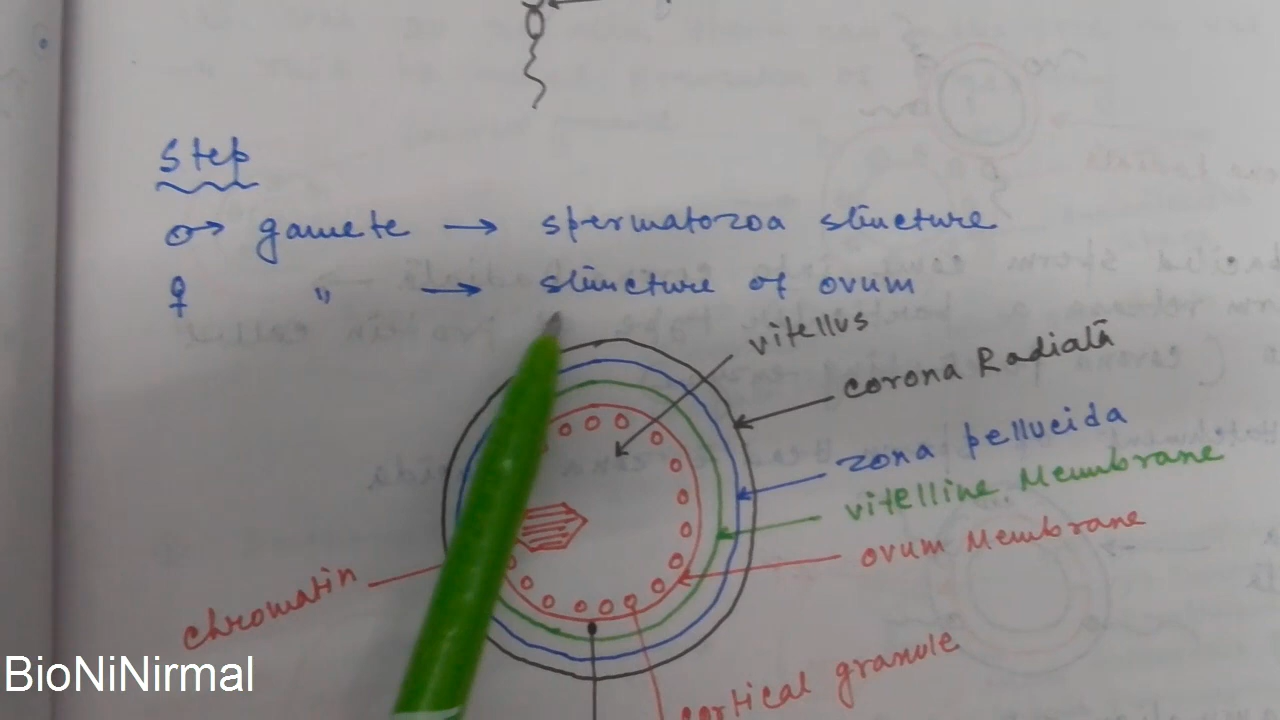 Step
♂ gamete → spermatozoa structure
♀ " → structure of ovum
vitellus
corona Radiata
zona pellucida
vitelline Membrane
ovum Membrane
chromatin
cortical granule
BioNiNirmal